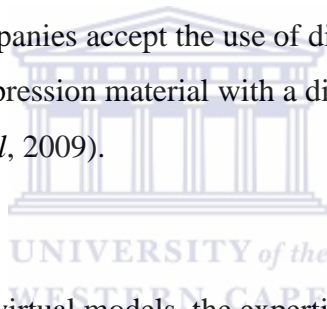 panies accept the use of di
pression material with a di
l, 2009).
UNIVERSITY of the
WESTERN CAPE
virtual models, the experti